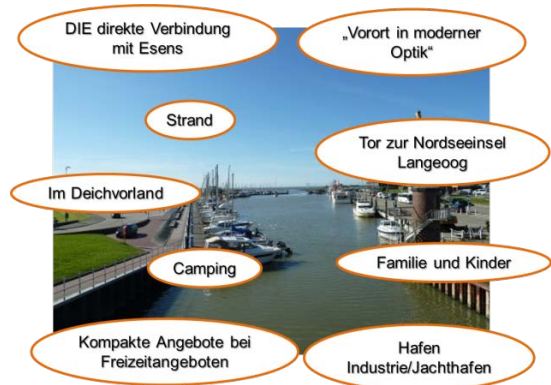 DIE direkte Verbindung
mit Esens
„Vorort in moderner
Optik“
Strand
Tor zur Nordseeinsel
Langeoog
Im Deichvorland
Camping
Familie und Kinder
Kompakte Angebote bei
Freizeitangeboten
Hafen
Industrie/Jachthafen